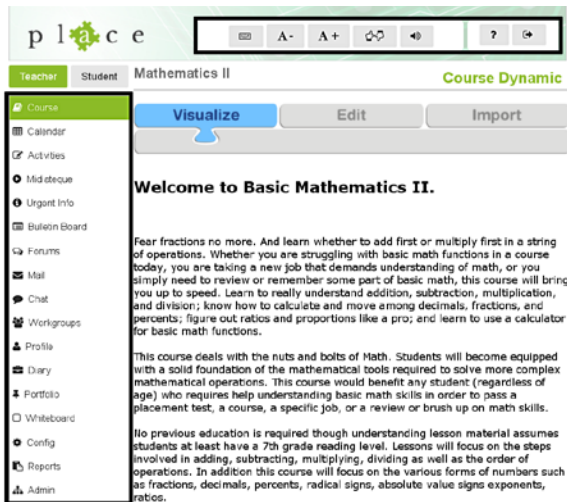 place
A- A+ ?
Teacher Student Mathematics II Course Dynamic
Course
Calendar
Activities
Midiateque
Urgent Info
Bulletin Board
Forums
Mail
Chat
Workgroups
Profile
Diary
Portfolio
Whiteboard
Config
Reports
Admin
Visualize Edit Import
Welcome to Basic Mathematics II.
Fear fractions no more. And learn whether to add first or multiply first in a string
of operations. Whether you are struggling with basic math functions in a course
today, you are taking a new job that demands understanding of math, or you
simply need to review or remember some part of basic math, this course will bring
you up to speed. Learn to really understand addition, subtraction, multiplication,
and division; know how to calculate and move among decimals, fractions, and
percents; figure out ratios and proportions like a pro; and learn to use a calculator
for basic math functions.
This course deals with the nuts and bolts of Math. Students will become equipped
with a solid foundation of the mathematical tools required to solve more complex
mathematical operations. This course would benefit any student (regardless of
age) who requires help understanding basic math skills in order to pass a
placement test, a course, a specific job, or a review or brush up on math skills.
No previous education is required though understanding lesson material assumes
students at least have a 7th grade reading level. Lessons will focus on the steps
involved in adding, subtracting, multiplying, dividing as well as the order of
operations. In addition this course will focus on the various forms of numbers such
as fractions, decimals, percents, radical signs, absolute value signs exponents,
ratios.